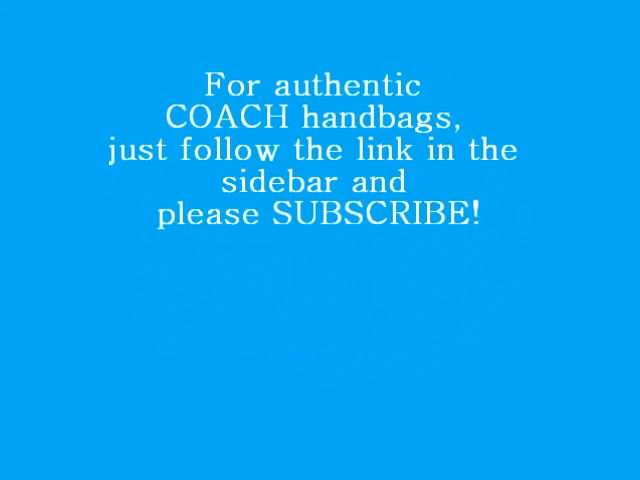 For authentic
COACH handbags,
just follow the link in the
sidebar and
please SUBSCRIBE!